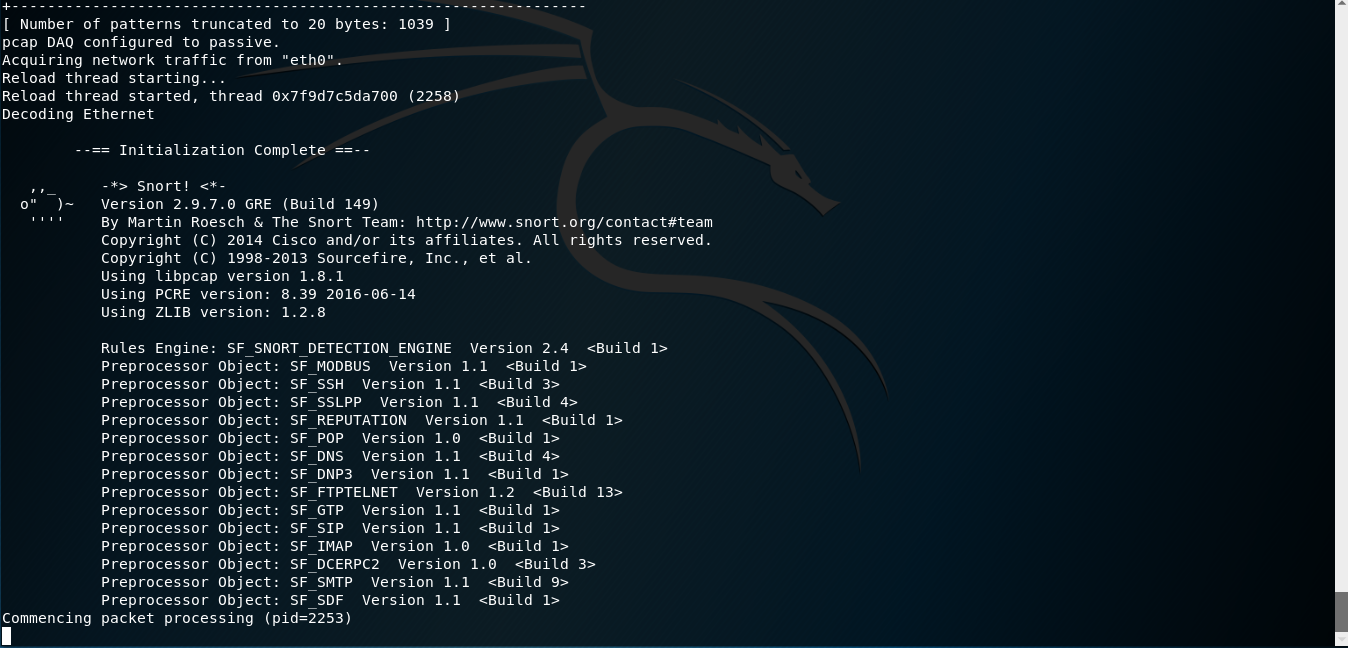 +----------------------------------------------------------------
[ Number of patterns truncated to 20 bytes: 1039 ]
pcap DAQ configured to passive.
Acquiring network traffic from "eth0".
Reload thread starting...
Reload thread started, thread 0x7f9d7c5da700 (2258)
Decoding Ethernet
        --== Initialization Complete ==--
   ,,_     -*> Snort! <*-
  o"  )~   Version 2.9.7.0 GRE (Build 149)
   ''''    By Martin Roesch & The Snort Team: http://www.snort.org/contact#team
           Copyright (C) 2014 Cisco and/or its affiliates. All rights reserved.
           Copyright (C) 1998-2013 Sourcefire, Inc., et al.
           Using libpcap version 1.8.1
           Using PCRE version: 8.39 2016-06-14
           Using ZLIB version: 1.2.8
           Rules Engine: SF_SNORT_DETECTION_ENGINE  Version 2.4  <Build 1>
           Preprocessor Object: SF_MODBUS  Version 1.1  <Build 1>
           Preprocessor Object: SF_SSH  Version 1.1  <Build 3>
           Preprocessor Object: SF_SSLPP  Version 1.1  <Build 4>
           Preprocessor Object: SF_REPUTATION  Version 1.1  <Build 1>
           Preprocessor Object: SF_POP  Version 1.0  <Build 1>
           Preprocessor Object: SF_DNS  Version 1.1  <Build 4>
           Preprocessor Object: SF_DNP3  Version 1.1  <Build 1>
           Preprocessor Object: SF_FTPTELNET  Version 1.2  <Build 13>
           Preprocessor Object: SF_GTP  Version 1.1  <Build 1>
           Preprocessor Object: SF_SIP  Version 1.1  <Build 1>
           Preprocessor Object: SF_IMAP  Version 1.0  <Build 1>
           Preprocessor Object: SF_DCERPC2  Version 1.0  <Build 3>
           Preprocessor Object: SF_SMTP  Version 1.1  <Build 9>
           Preprocessor Object: SF_SDF  Version 1.1  <Build 1>
Commencing packet processing (pid=2253)